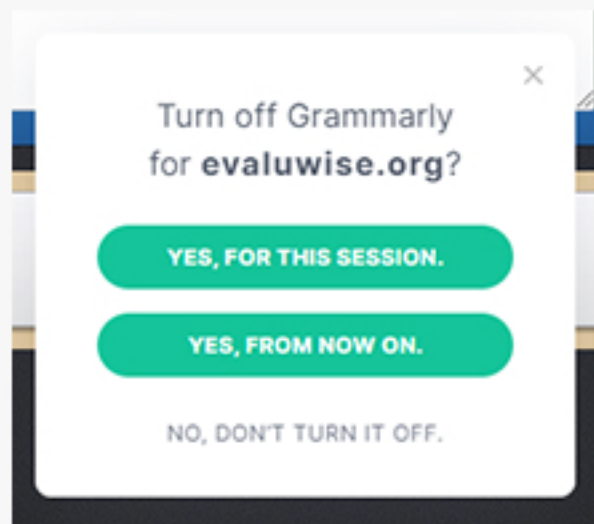 Turn off Grammarly
for evaluwise.org?
YES, FOR THIS SESSION.
YES, FROM NOW ON.
NO, DON'T TURN IT OFF.